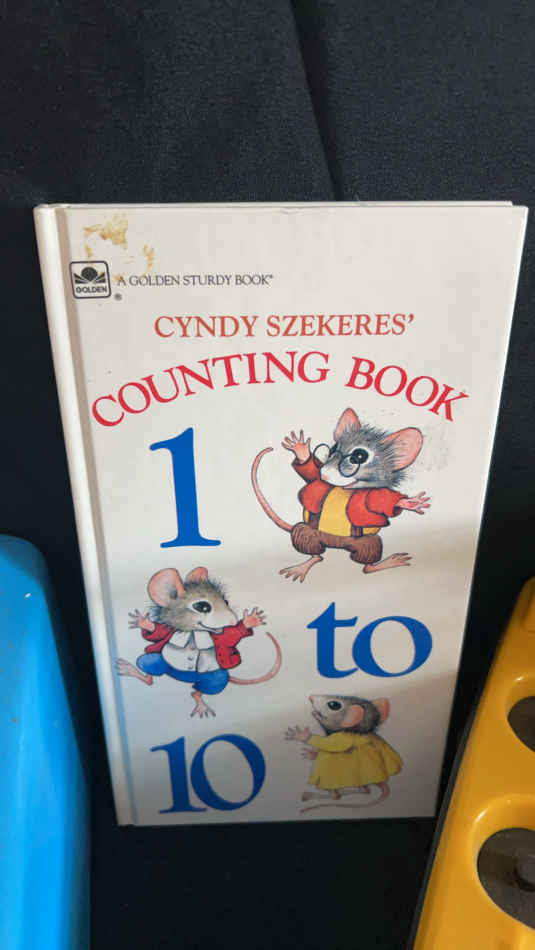 GOLDEN
®
A GOLDEN STURDY BOOK®
CYNDY SZEKERES'
COUNTING BOOK
1
to
10